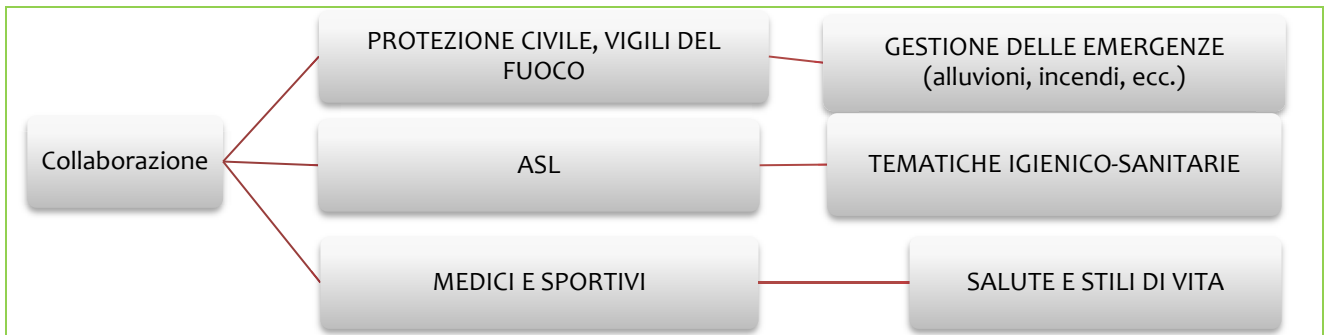 PROTEZIONE CIVILE, VIGILI DEL
FUOCO
GESTIONE DELLE EMERGENZE
(alluvioni, incendi, ecc.)
Collaborazione
ASL
TEMATICHE IGIENICO-SANITARIE
MEDICI E SPORTIVI
SALUTE E STILI DI VITA